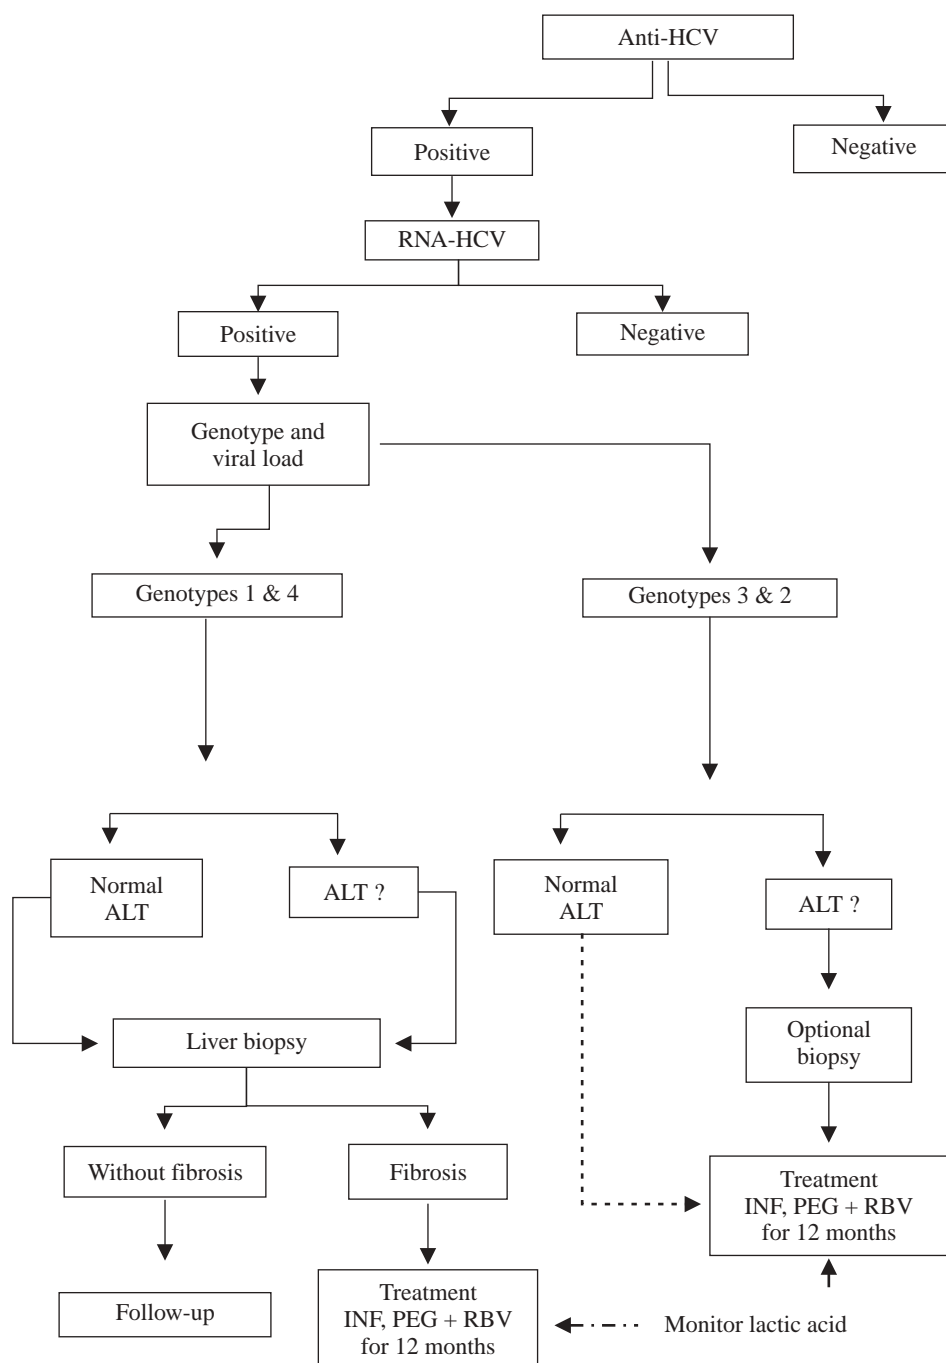 Anti-HCV
Positive
Negative
RNA-HCV
Positive
Negative
Genotype and
viral load
Genotypes 1 & 4
Genotypes 3 & 2
Normal
ALT
ALT ?
Normal
ALT
ALT ?
Liver biopsy
Optional
biopsy
Without fibrosis
Fibrosis
Treatment
INF, PEG + RBV
for 12 months
Follow-up
Treatment
INF, PEG + RBV
for 12 months
Monitor lactic acid